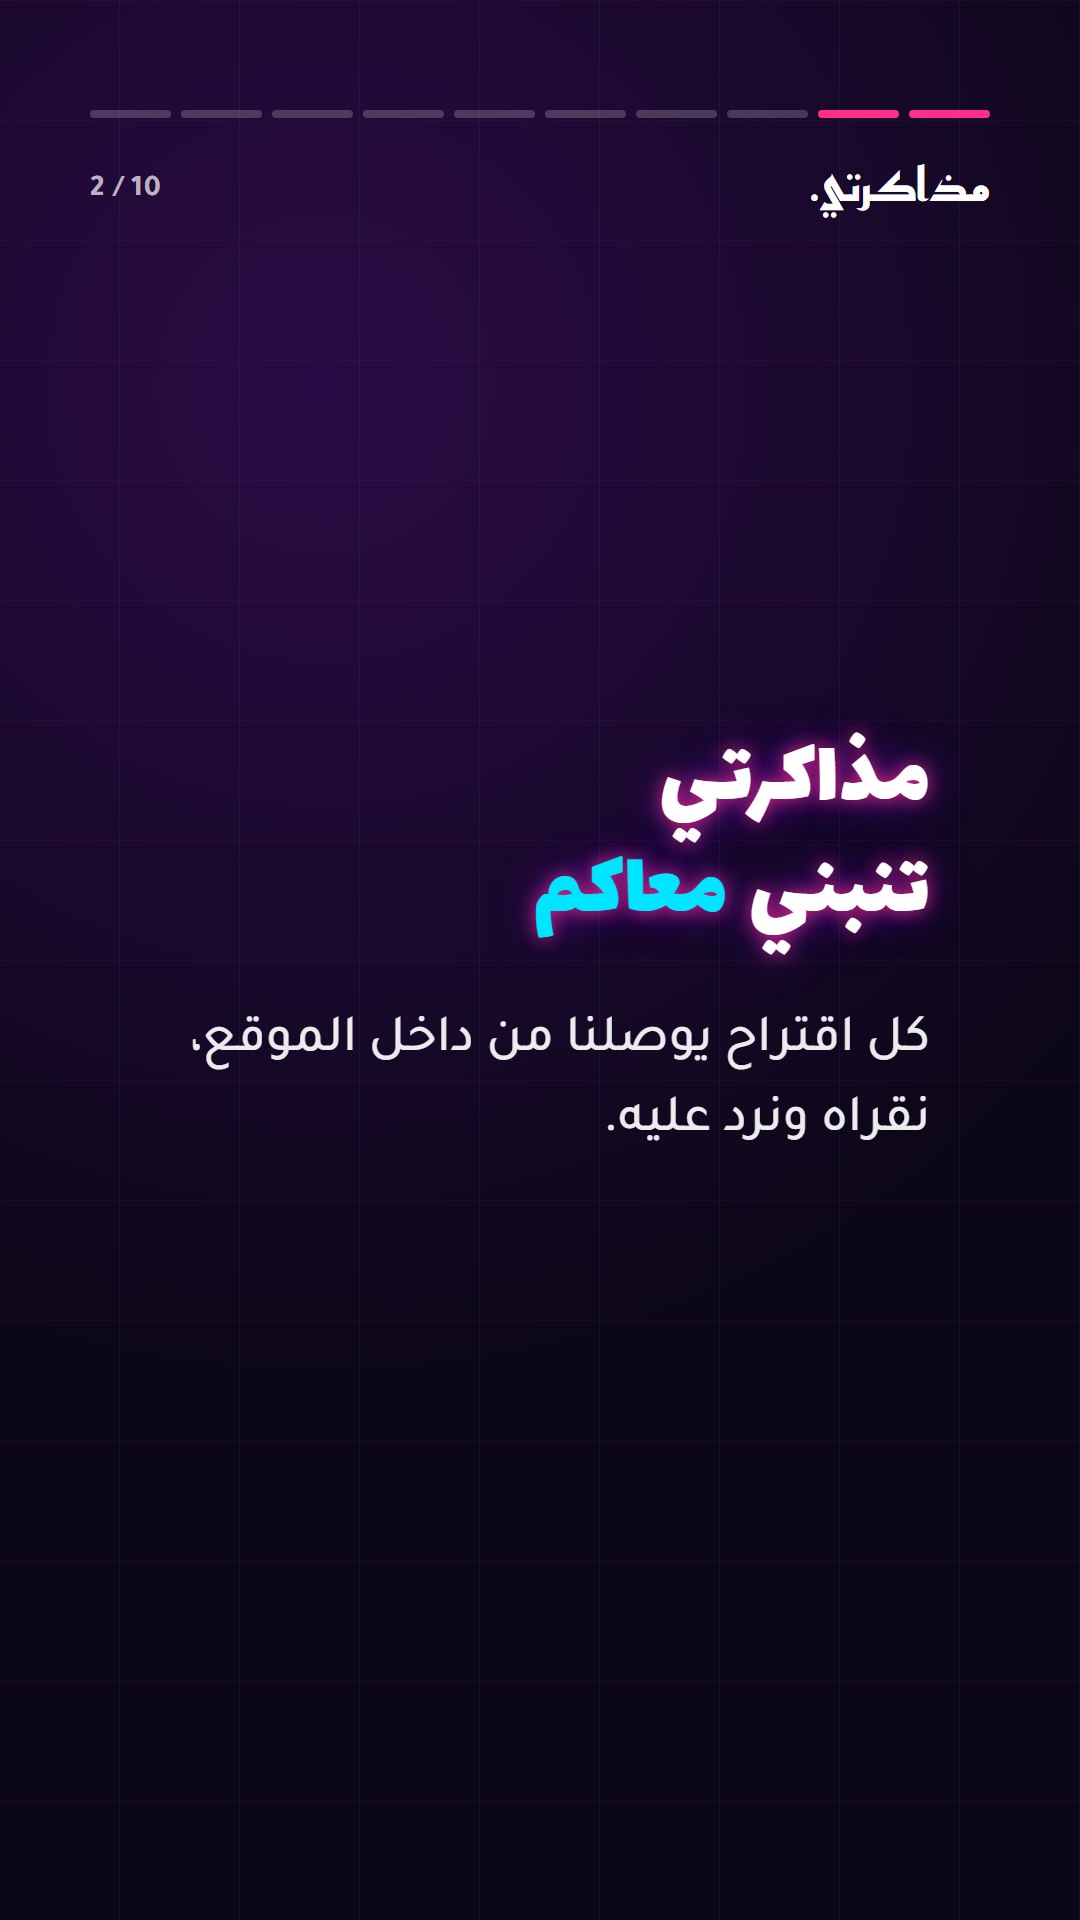 مذاكرتي.
2 / 10
مذاكرتي
تنبني معاكم
كل اقتراح يوصلنا من داخل الموقع،
نقراه ونرد عليه.